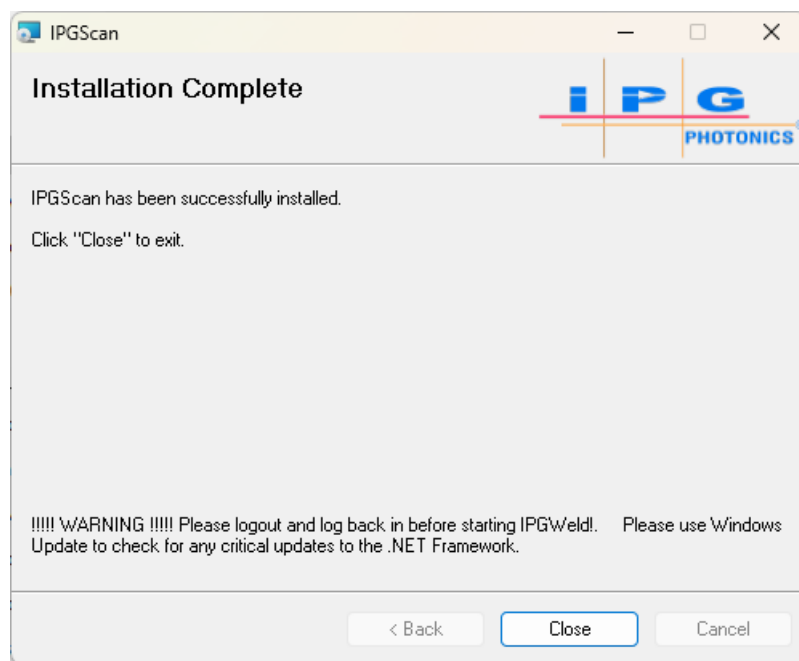 IPGScan
Installation Complete
IPG
PHOTONICS
IPGScan has been successfully installed.
Click "Close" to exit.
!!!!! WARNING !!!!! Please logout and log back in before starting IPGWeld!. Please use Windows
Update to check for any critical updates to the .NET Framework.
< Back
Close
Cancel